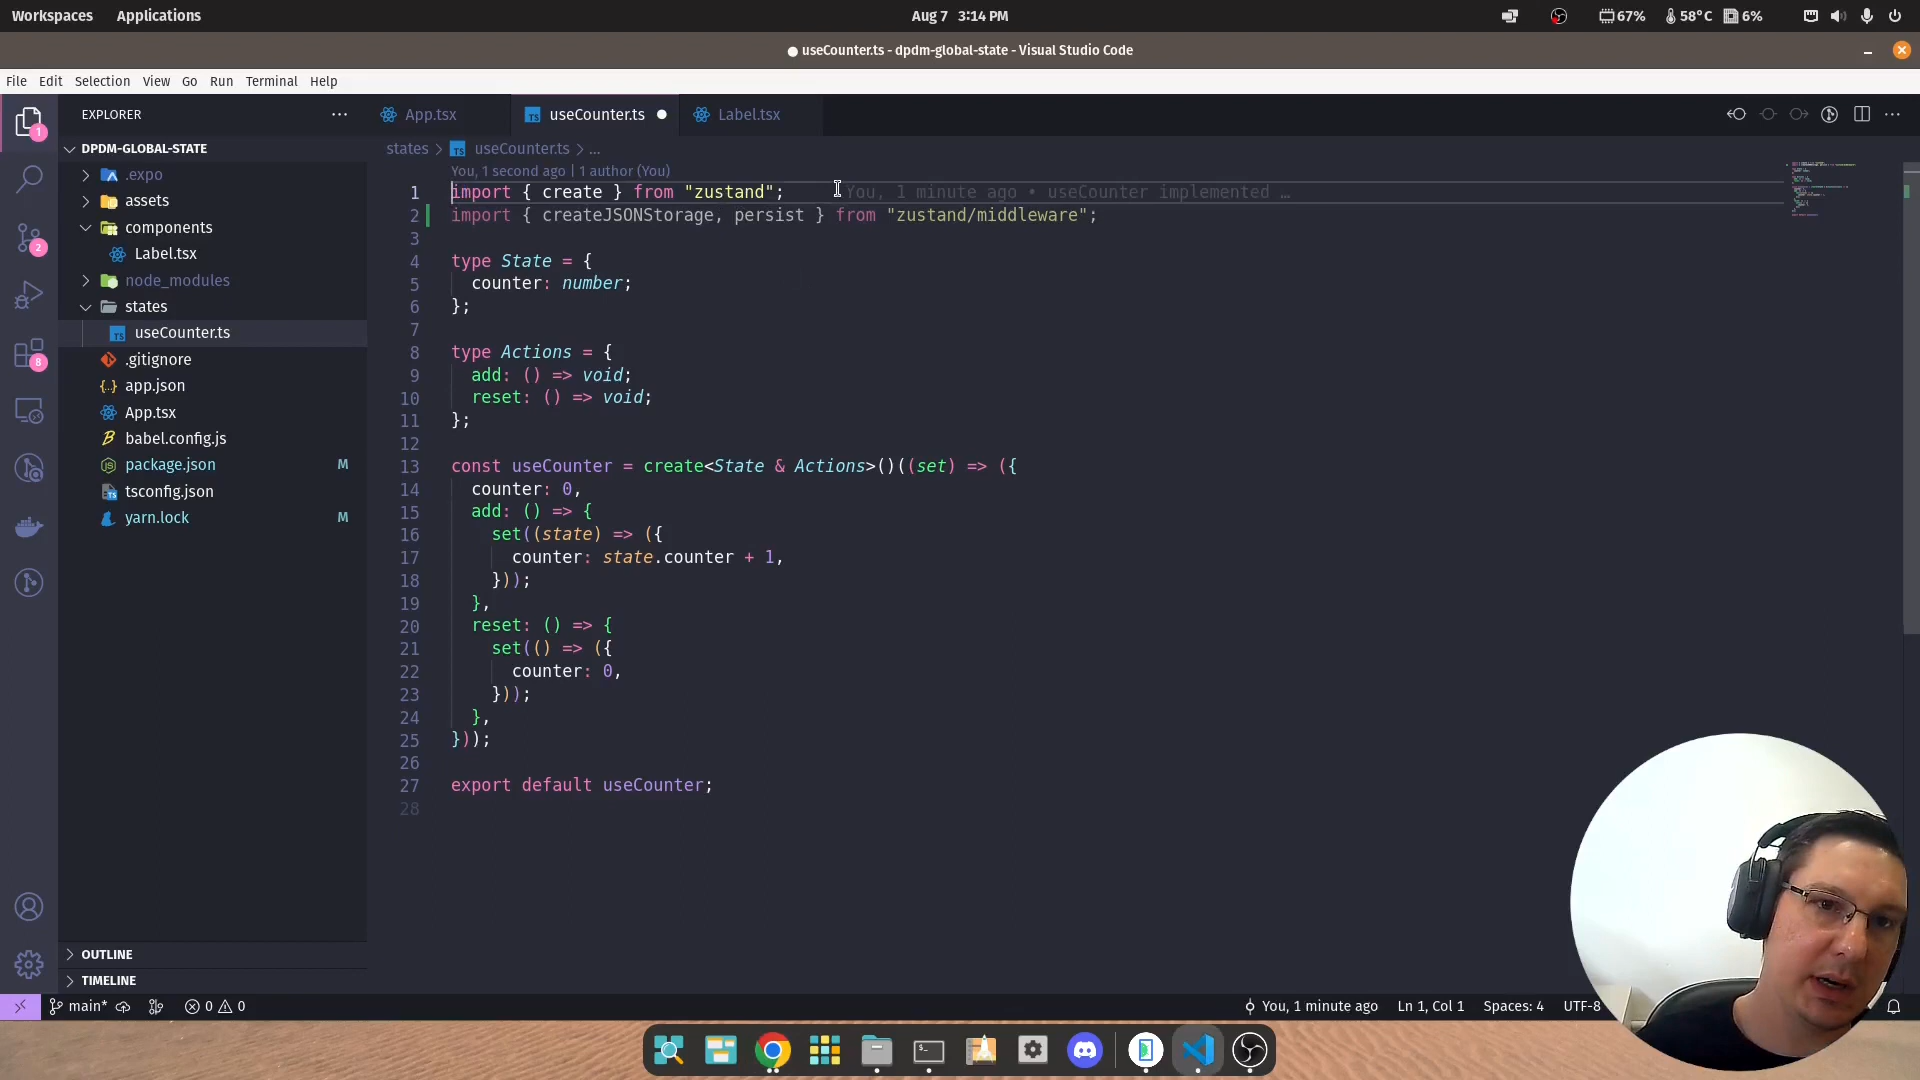 Workspaces Applications Aug 7 3:14 PM 67% 58°C 6%
useCounter.ts - dpdm-global-state - Visual Studio Code
File Edit Selection View Go Run Terminal Help
EXPLORER
App.tsx
useCounter.ts
Label.tsx
DPDM-GLOBAL-STATE
.expo
assets
components
Label.tsx
node_modules
states
useCounter.ts
.gitignore
app.json
App.tsx
babel.config.js
package.json M
tsconfig.json
yarn.lock M
OUTLINE
TIMELINE
1
2
8
states > TS useCounter.ts > ...
You, 1 second ago | 1 author (You)
1 import { create } from "zustand"; You, 1 minute ago • useCounter implemented …
2 import { createJSONStorage, persist } from "zustand/middleware";
3
4 type State = {
5 counter: number;
6 };
7
8 type Actions = {
9 add: () => void;
10 reset: () => void;
11 };
12
13 const useCounter = create<State & Actions>()((set) => ({
14 counter: 0,
15 add: () => {
16 set((state) => ({
17 counter: state.counter + 1,
18 }));
19 },
20 reset: () => {
21 set(() => ({
22 counter: 0,
23 }));
24 },
25 }));
26
27 export default useCounter;
28
main* 0 0 You, 1 minute ago Ln 1, Col 1 Spaces: 4 UTF-8